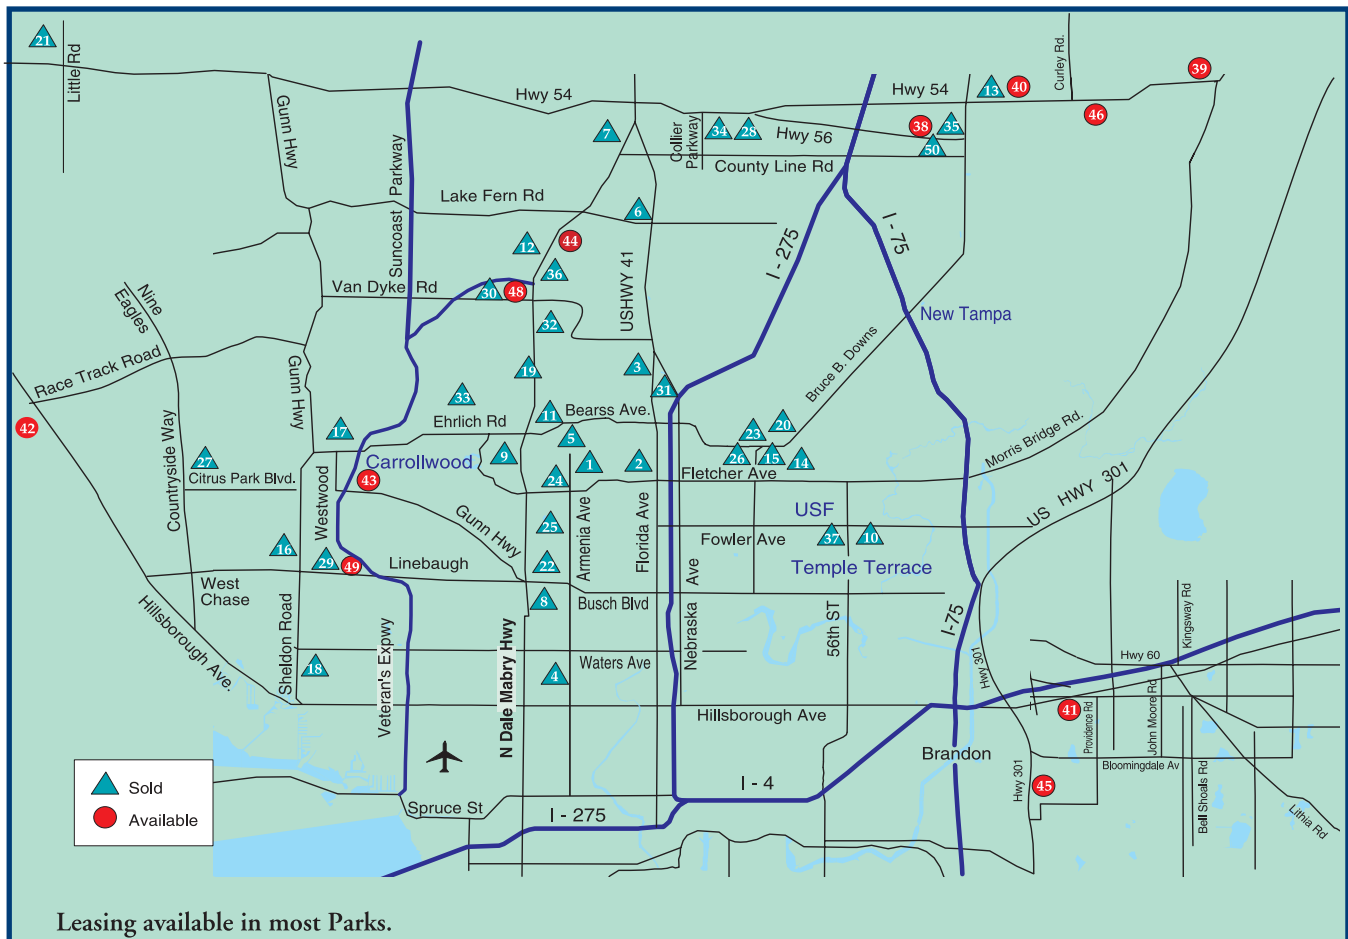 21
Little Rd
39
Curley Rd.
13
40
Hwy 54
Hwy 54
46
Gunn Hwy
7
Collier
Parkway
34
28
Hwy 56
38
35
50
County Line Rd
Suncoast Parkway
Lake Fern Rd
6
12
44
36
I - 275
I - 75
USHWY 41
Van Dyke Rd
30
48
Nine
Eagles
32
New Tampa
Race Track Road
Gunn Hwy
19
3
31
Bruce B. Downs
33
42
Countryside Way
17
Ehrlich Rd
11
Bearss Ave.
5
23
20
27
Citrus Park Blvd.
Carrollwood
9
1
2
26
15
14
Fletcher Ave
Morris Bridge Rd.
43
24
US HWY 301
Westwood
Gunn Hwy
25
Armenia Ave
Florida Ave
USF
Fowler Ave
37
10
16
29
49
Linebaugh
22
Temple Terrace
West
Chase
8
Busch Blvd
Ave
Nebraska
56th ST
I-75
Hillsborough Ave.
Sheldon Road
18
Veteran's Expwy
N Dale Mabry Hwy
Waters Ave
4
Hwy 301
Kingsway Rd
Hwy 60
Hillsborough Ave
41
Providence Rd
John Moore Rd
Brandon
Bloomingdale Av
Hwy 301
45
Bell Shoals Rd
Lithia Rd
I - 4
Spruce St
I - 275
Sold
Available
Leasing available in most Parks.